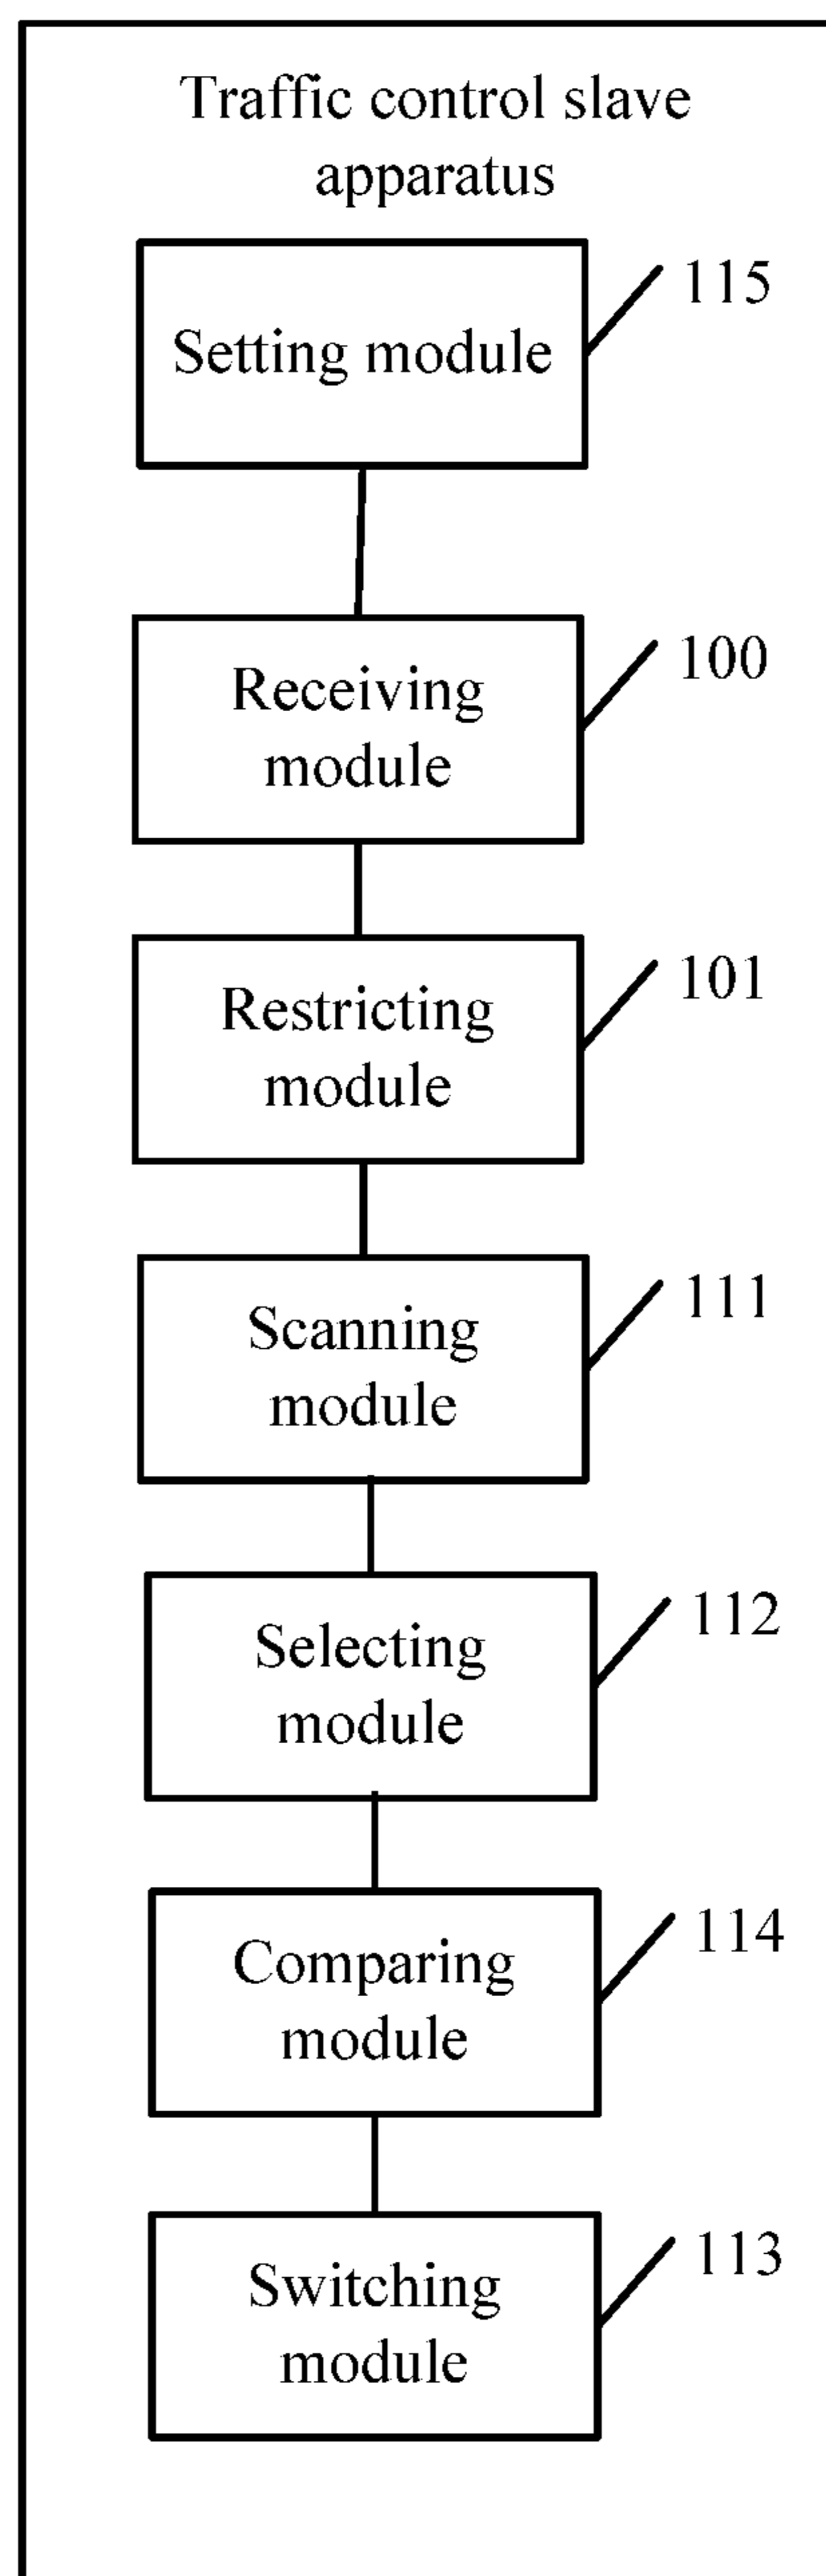 Traffic control slave
apparatus
Setting module
115
Receiving
module
100
Restricting
module
101
Scanning
module
111
Selecting
module
112
Comparing
module
114
Switching
module
113